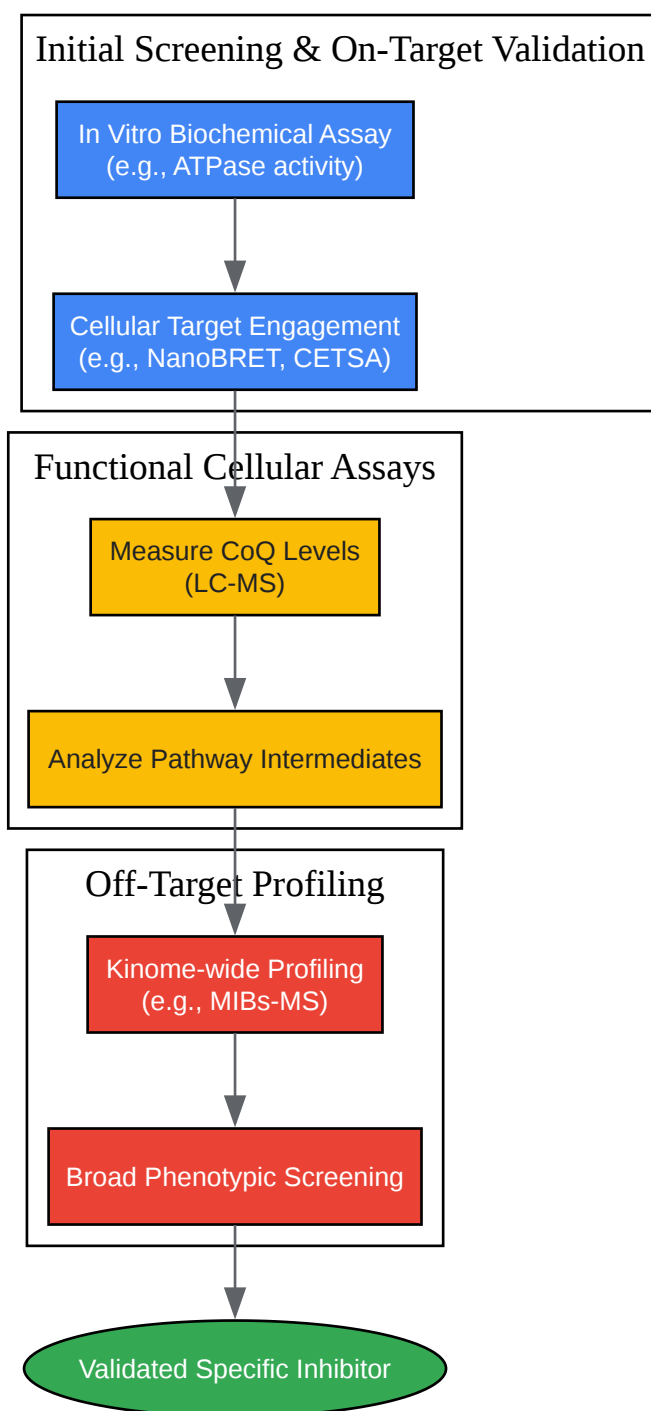 Initial Screening & On-Target Validation
In Vitro Biochemical Assay
(e.g., ATPase activity)
Cellular Target Engagement
(e.g., NanoBRET, CETSA)
Functional Cellular Assays
Measure CoQ Levels
(LC-MS)
Analyze Pathway Intermediates
Off-Target Profiling
Kinome-wide Profiling
(e.g., MIBs-MS)
Broad Phenotypic Screening
Validated Specific Inhibitor